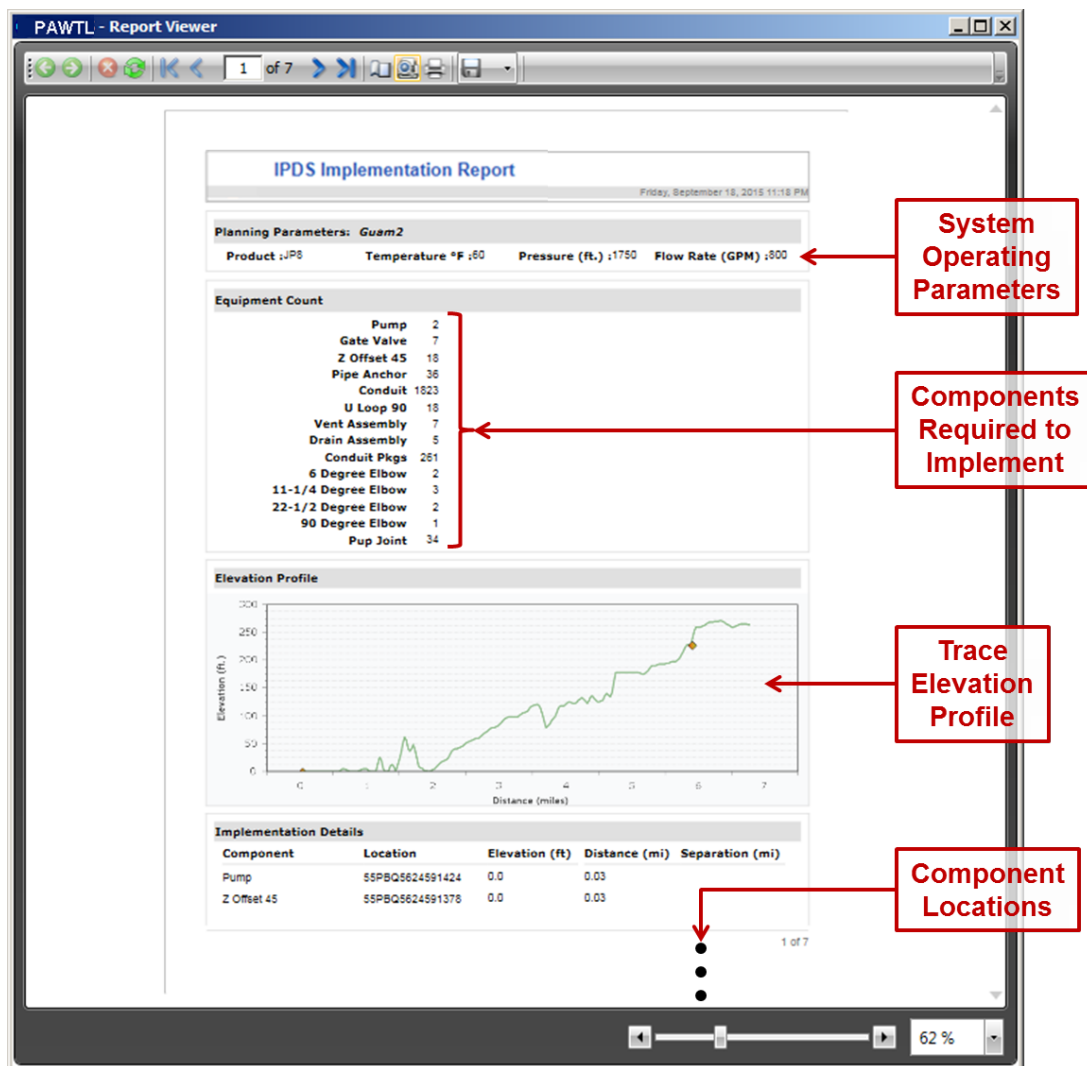 PAWTL - Report Viewer
1 of 7
IPDS Implementation Report
Friday, September 18, 2015 11:18 PM
Planning Parameters: Guam2
Product :JP8 Temperature °F :60 Pressure (ft.) :1750 Flow Rate (GPM) :800
System
Operating
Parameters
Equipment Count
Pump 2
Gate Valve 7
Z Offset 45 18
Pipe Anchor 36
Conduit 1823
U Loop 90 18
Vent Assembly 7
Drain Assembly 5
Conduit Pkgs 261
6 Degree Elbow 2
11-1/4 Degree Elbow 3
22-1/2 Degree Elbow 2
90 Degree Elbow 1
Pup Joint 34
Components
Required to
Implement
Elevation Profile
300
250
200
150
100
50
0
Elevation (ft.)
0 1 2 3 4 5 6 7
Distance (miles)
Trace
Elevation
Profile
Implementation Details
Component Location Elevation (ft) Distance (mi) Separation (mi)
Pump 55PBQ5624591424 0.0 0.03
Z Offset 45 55PBQ5624591378 0.0 0.03
Component
Locations
1 of 7
62 %